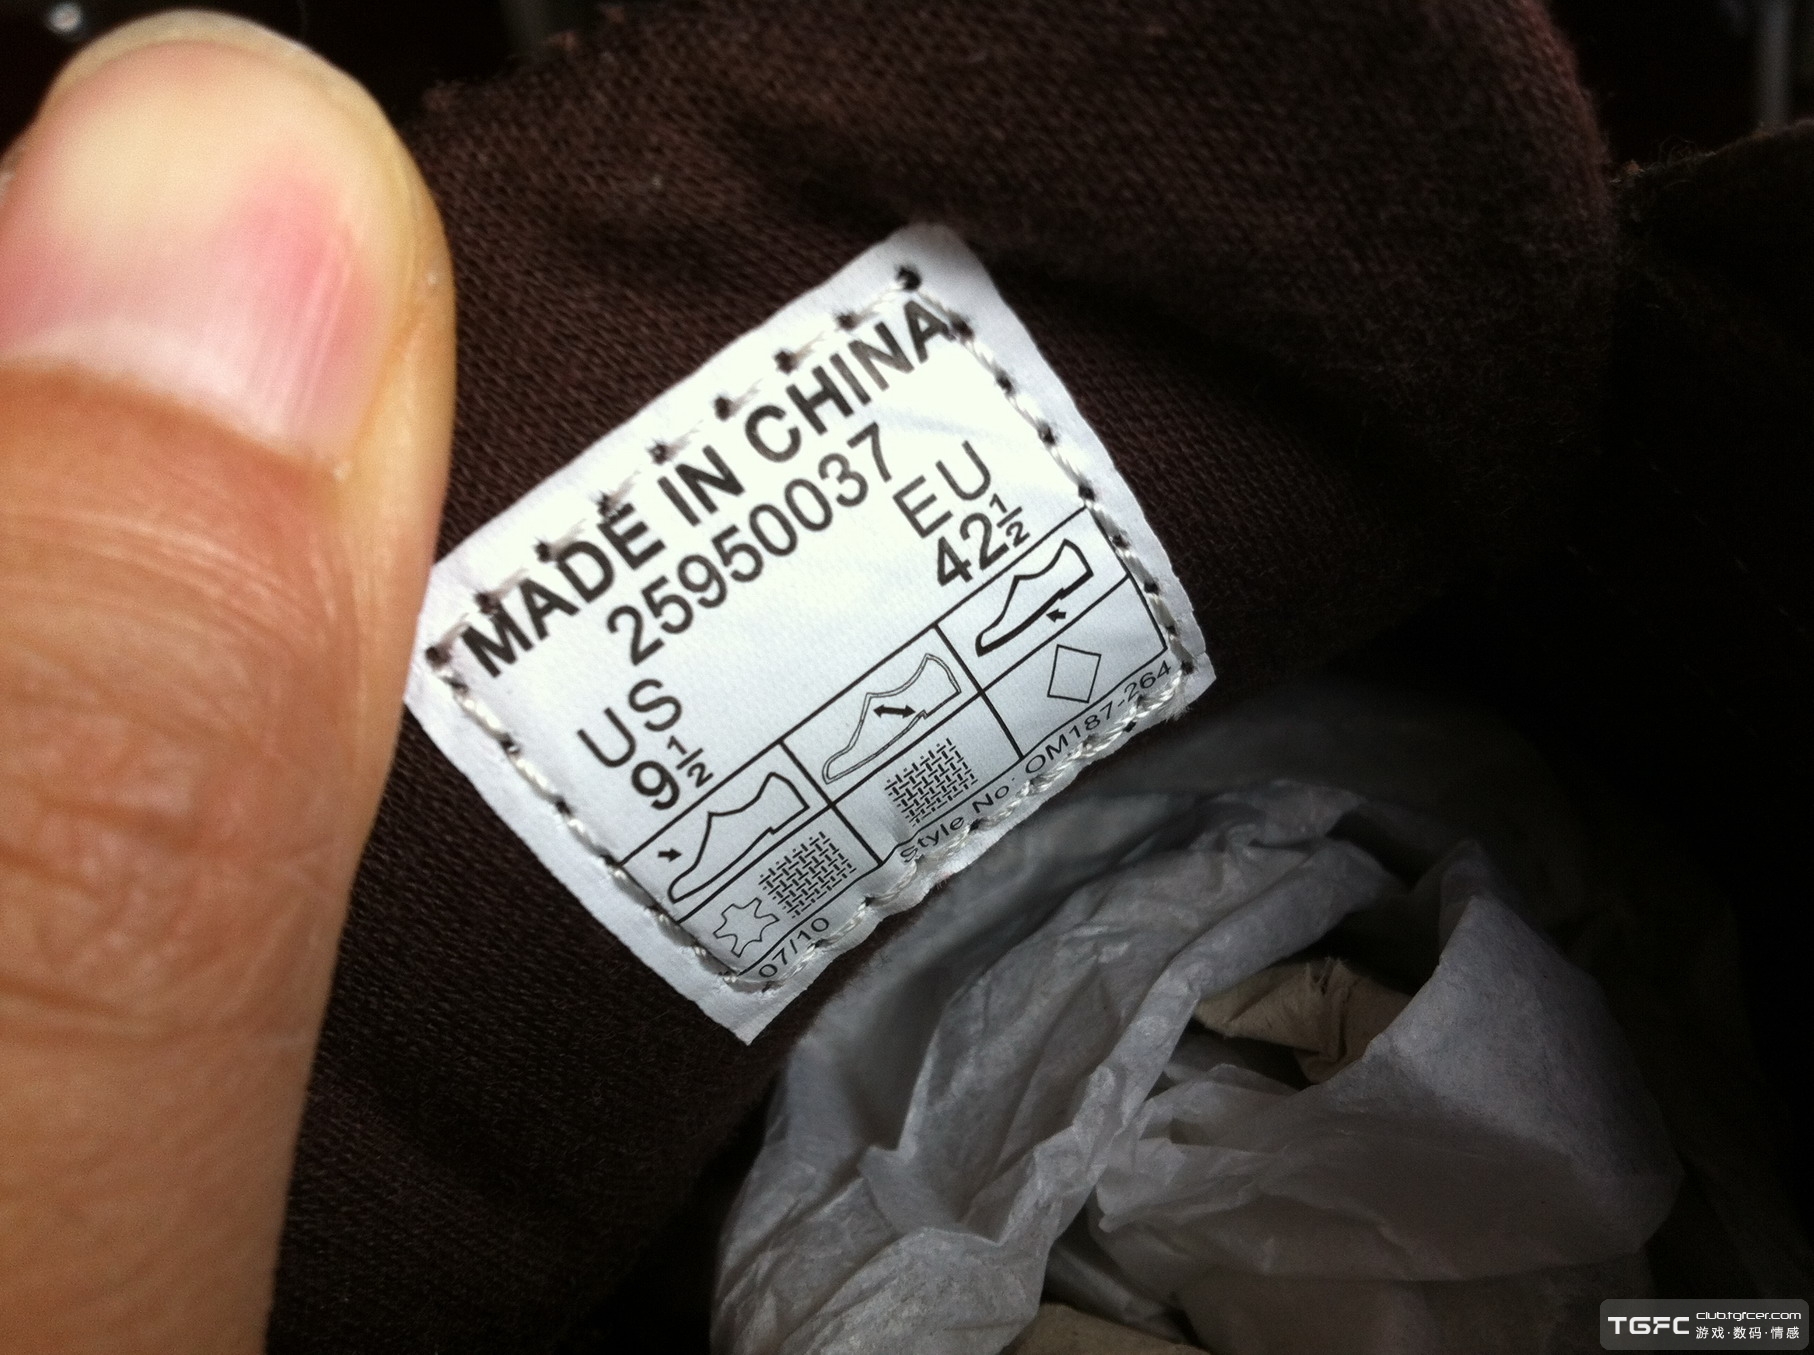 MADE IN CHINA
25950037
US EU
9½ 42½
07/10 Style No: OM187-264
TGFC club.tgfcer.com
游戏·数码·情感